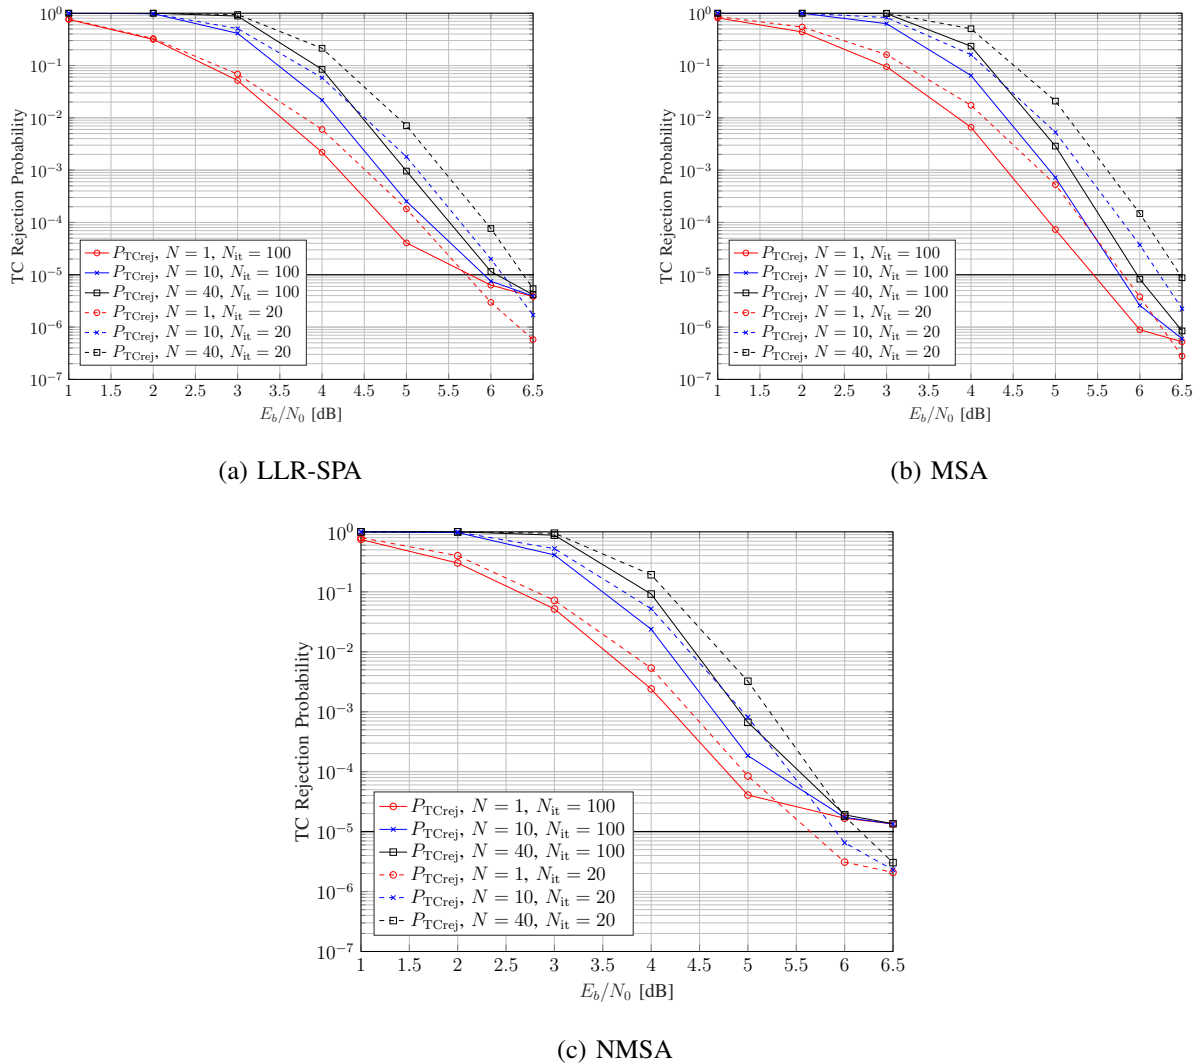 10^0
10^−1
10^−2
10^−3
10^−4
10^−5
10^−6
10^−7
TC Rejection Probability
P_TCrej, N = 1, N_it = 100
P_TCrej, N = 10, N_it = 100
P_TCrej, N = 40, N_it = 100
P_TCrej, N = 1, N_it = 20
P_TCrej, N = 10, N_it = 20
P_TCrej, N = 40, N_it = 20
1 2 2.5 3 3.5 4 4.5 5 5.5 6 6.5
E_b/N_0 [dB]
(a) LLR-SPA
10^0
10^−1
10^−2
10^−3
10^−4
10^−5
10^−6
10^−7
TC Rejection Probability
P_TCrej, N = 1, N_it = 100
P_TCrej, N = 10, N_it = 100
P_TCrej, N = 40, N_it = 100
P_TCrej, N = 1, N_it = 20
P_TCrej, N = 10, N_it = 20
P_TCrej, N = 40, N_it = 20
1 1.5 2 2.5 3 3.5 4 4.5 5 5.5 6 6.5
E_b/N_0 [dB]
(b) MSA
10^0
10^−1
10^−2
10^−3
10^−4
10^−5
10^−6
10^−7
TC Rejection Probability
P_TCrej, N = 1, N_it = 100
P_TCrej, N = 10, N_it = 100
P_TCrej, N = 40, N_it = 100
P_TCrej, N = 1, N_it = 20
P_TCrej, N = 10, N_it = 20
P_TCrej, N = 40, N_it = 20
1 1.5 2 2.5 3 3.5 4 4.5 5 5.5 6 6.5
E_b/N_0 [dB]
(c) NMSA